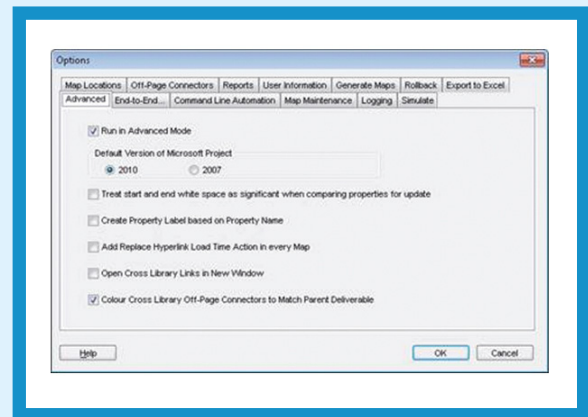 Options
Map Locations Off-Page Connectors Reports User Information Generate Maps Rollback Export to Excel
Advanced End-to-End... Command Line Automation Map Maintenance Logging Simulate
Run in Advanced Mode
Default Version of Microsoft Project
2010 2007
Treat start and end white space as significant when comparing properties for update
Create Property Label based on Property Name
Add Replace Hyperlink Load Time Action in every Map
Open Cross Library Links in New Window
Colour Cross Library Off-Page Connectors to Match Parent Deliverable
Help OK Cancel